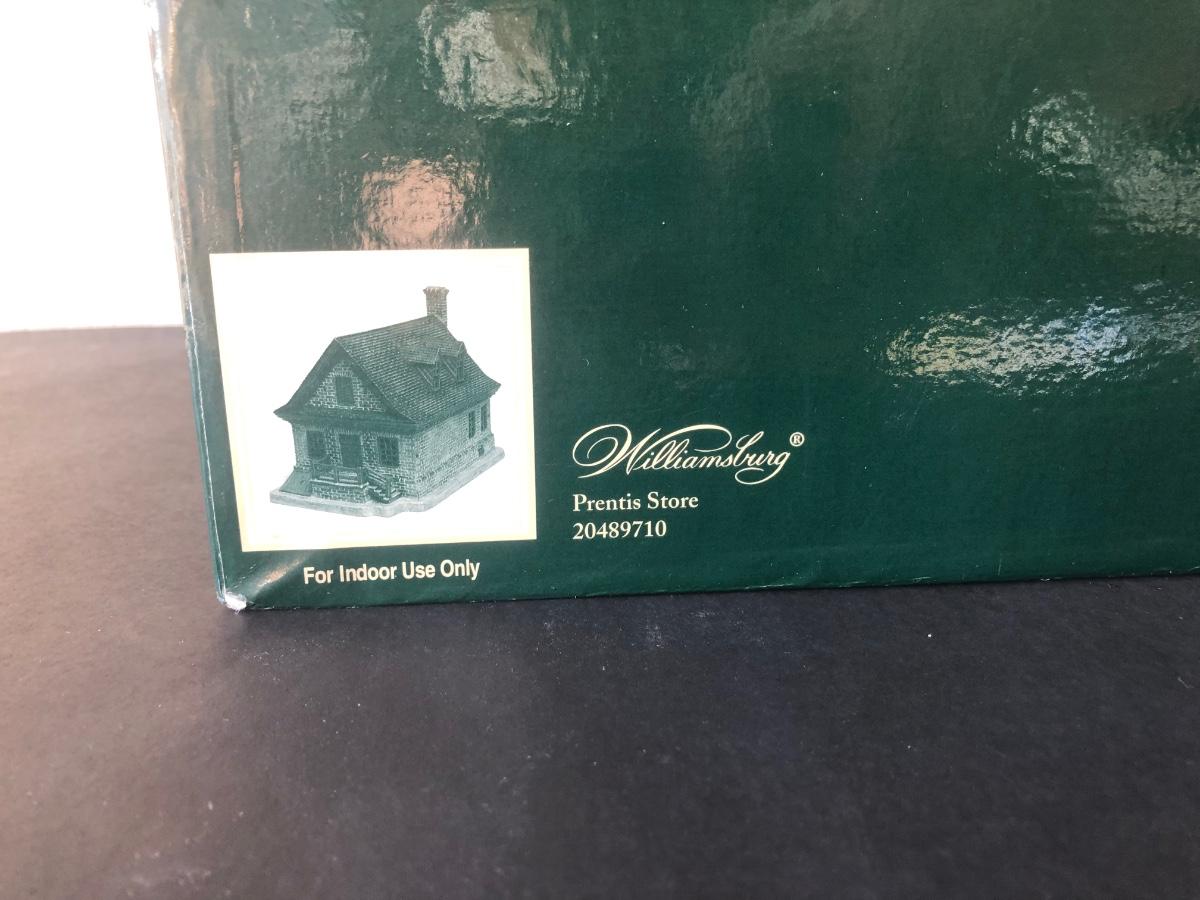 Williamsburg®
Prentis Store
20489710
For Indoor Use Only